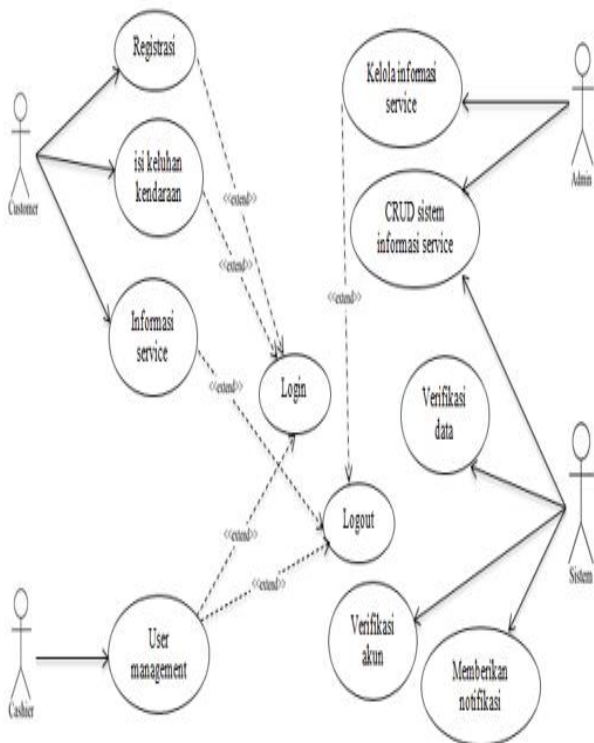 Registrasi
Kelola informasi
service
Customer
isi keluhan
kendaraan
Admin
<<extend>>
CRUD sistem
informasi service
<<extend>>
Informasi
service
<<extend>>
Login
Verifikasi
data
<<extend>>
Logout
<<extend>>
Sistem
User
management
Verifikasi
akun
Memberikan
notifikasi
Cashier